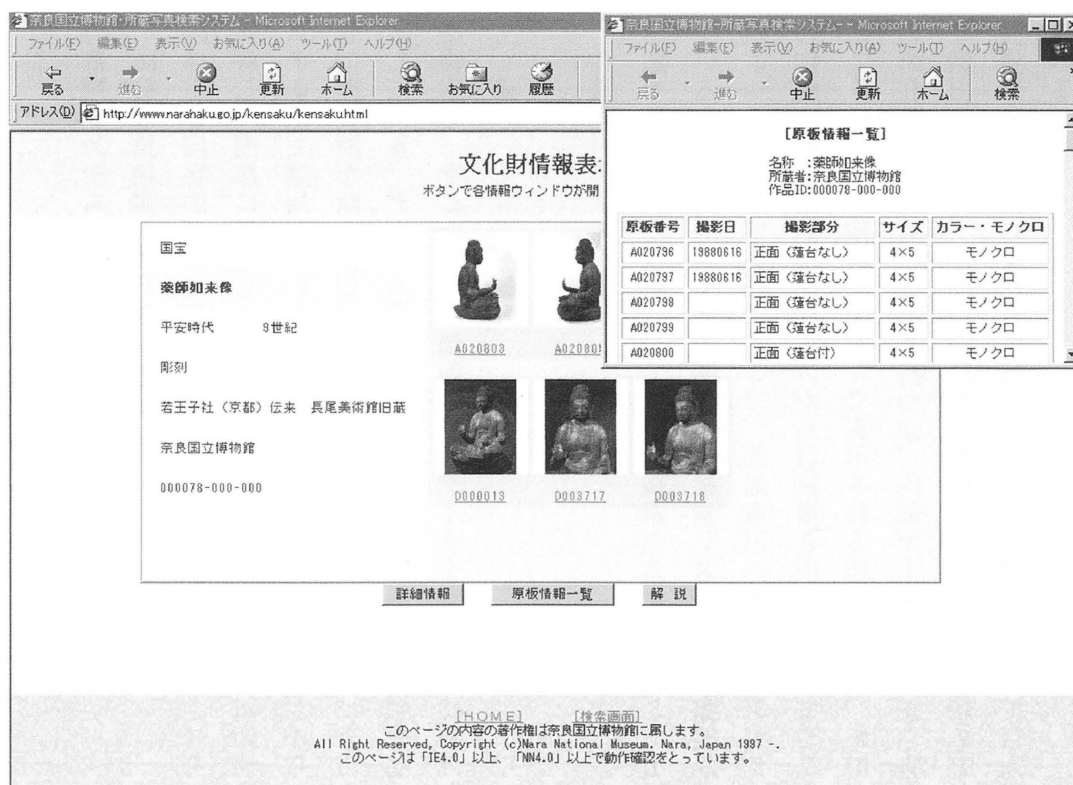 奈良国立博物館・所蔵写真検索システム - Microsoft Internet Explorer
ファイル(F) 編集(E) 表示(V) お気に入り(A) ツール(T) ヘルプ(H)
戻る 進む 中止 更新 ホーム 検索 お気に入り 履歴
アドレス(D) http://www.narahaku.go.jp/kensaku/kensaku.html
文化財情報表
ボタンで各情報ウィンドウが開
国宝
薬師如来像
平安時代 9世紀
彫刻
若王子社（京都）伝来 長尾美術館旧蔵
奈良国立博物館
000078-000-000
A020803 A02080
D000013 D003717 D003718
詳細情報 原板情報一覧 解 説
[HOME] [検索画面]
このページの内容の著作権は奈良国立博物館に属します。
All Right Reserved, Copyright (c)Nara National Museum. Nara, Japan 1997 -.
このページは「IE4.0」以上、「NN4.0」以上で動作確認をとっています。
奈良国立博物館-所蔵写真検索システム-- Microsoft Internet Explorer
ファイル(F) 編集(E) 表示(V) お気に入り(A) ツール(T) ヘルプ(H)
戻る 進む 中止 更新 ホーム 検索
[原板情報一覧]
名称 :薬師如来像
所蔵者:奈良国立博物館
作品ID:000078-000-000
原板番号 撮影日 撮影部分 サイズ カラー・モノクロ
A020796 19880616 正面（蓮台なし） 4×5 モノクロ
A020797 19880616 正面（蓮台なし） 4×5 モノクロ
A020798 正面（蓮台なし） 4×5 モノクロ
A020799 正面（蓮台なし） 4×5 モノクロ
A020800 正面（蓮台付） 4×5 モノクロ